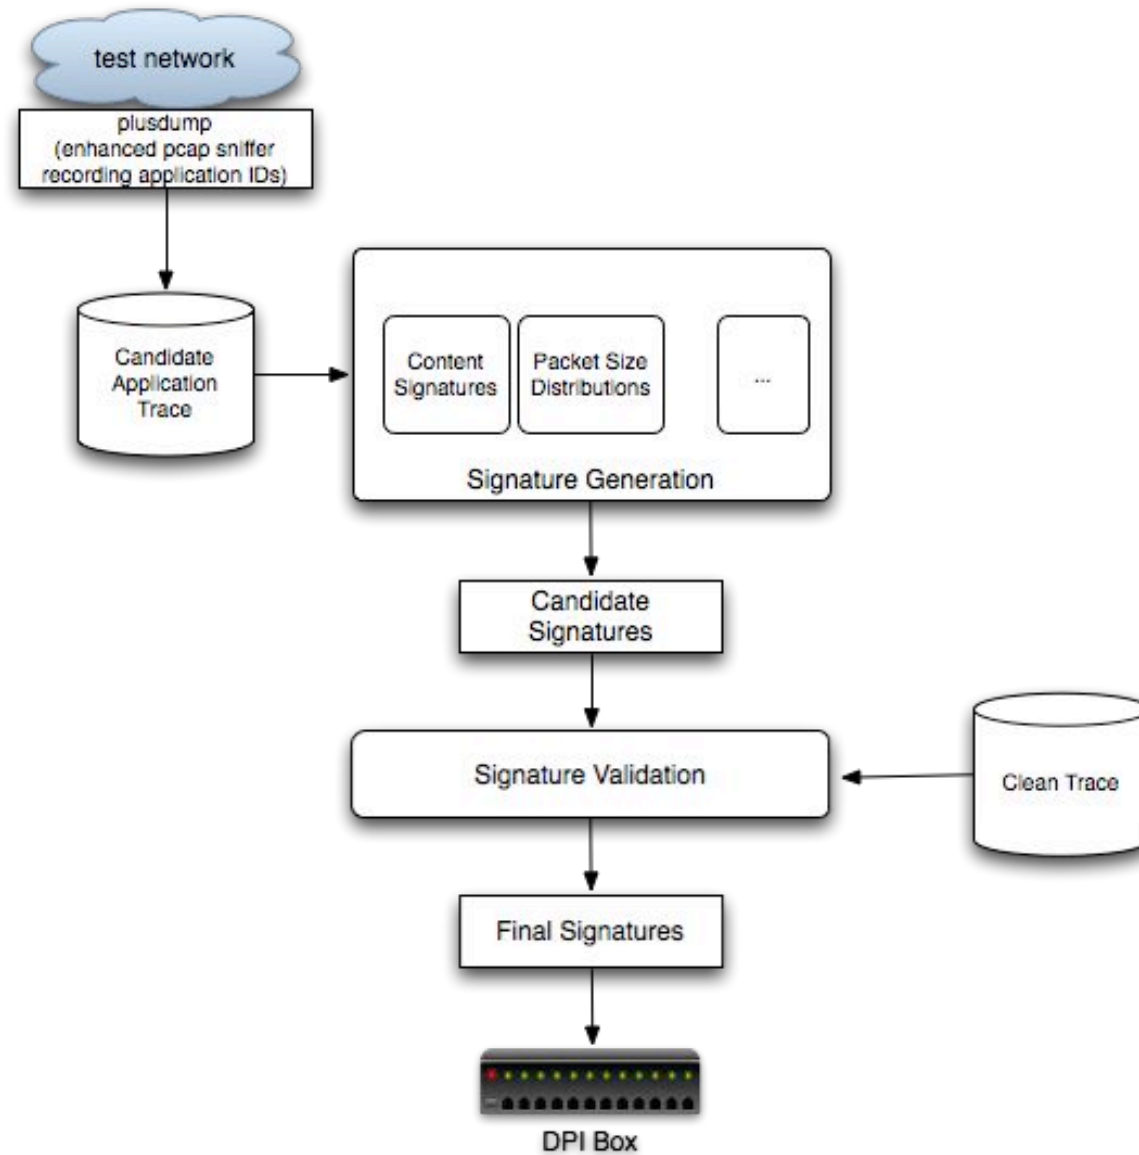 test network
plusdump
(enhanced pcap sniffer
recording application IDs)
Candidate
Application
Trace
Content
Signatures
Packet Size
Distributions
...
Signature Generation
Candidate
Signatures
Signature Validation
Clean Trace
Final Signatures
DPI Box